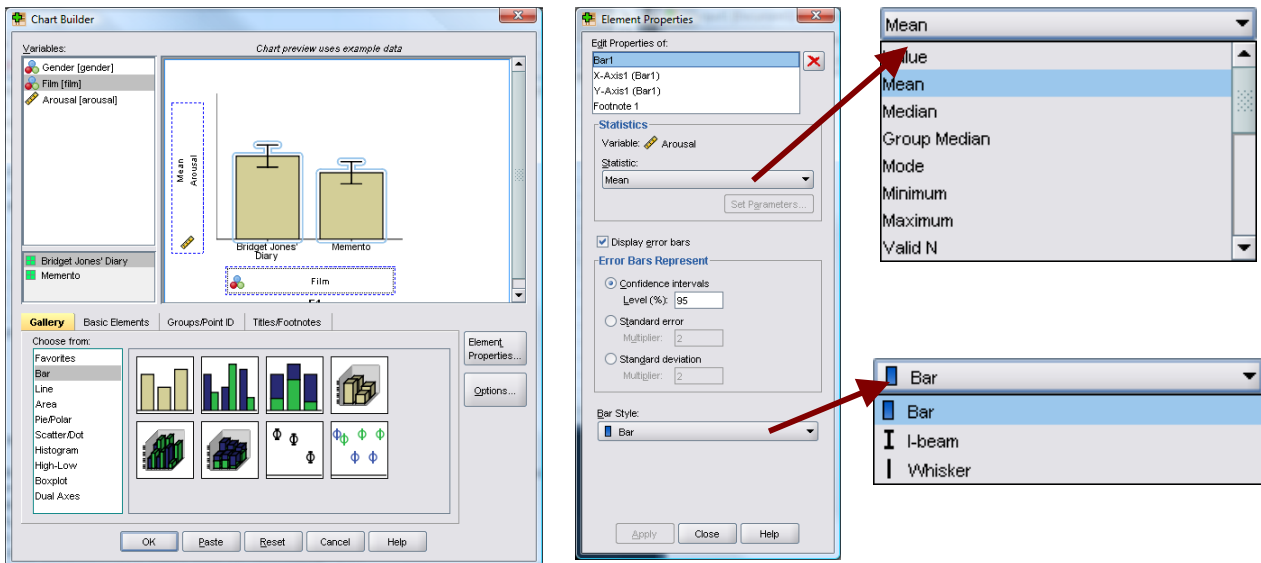 Chart Builder
Variables:
Chart preview uses example data
Gender [gender]
Film [film]
Arousal [arousal]
Mean
Arousal
Bridget Jones'
Diary
Memento
Film
Bridget Jones' Diary
Memento
Gallery
Basic Elements
Groups/Point ID
Titles/Footnotes
Choose from:
Favorites
Bar
Line
Area
Pie/Polar
Scatter/Dot
Histogram
High-Low
Boxplot
Dual Axes
Element
Properties...
Options...
OK
Paste
Reset
Cancel
Help
Element Properties
Edit Properties of:
Bar1
X-Axis1 (Bar1)
Y-Axis1 (Bar1)
Footnote 1
Statistics
Variable: Arousal
Statistic:
Mean
Set Parameters...
Display error bars
Error Bars Represent
Confidence intervals
Level (%): 95
Standard error
Multiplier: 2
Standard deviation
Multiplier: 2
Bar Style:
Bar
Apply
Close
Help
Mean
Value
Mean
Median
Group Median
Mode
Minimum
Maximum
Valid N
Bar
Bar
I-beam
Whisker